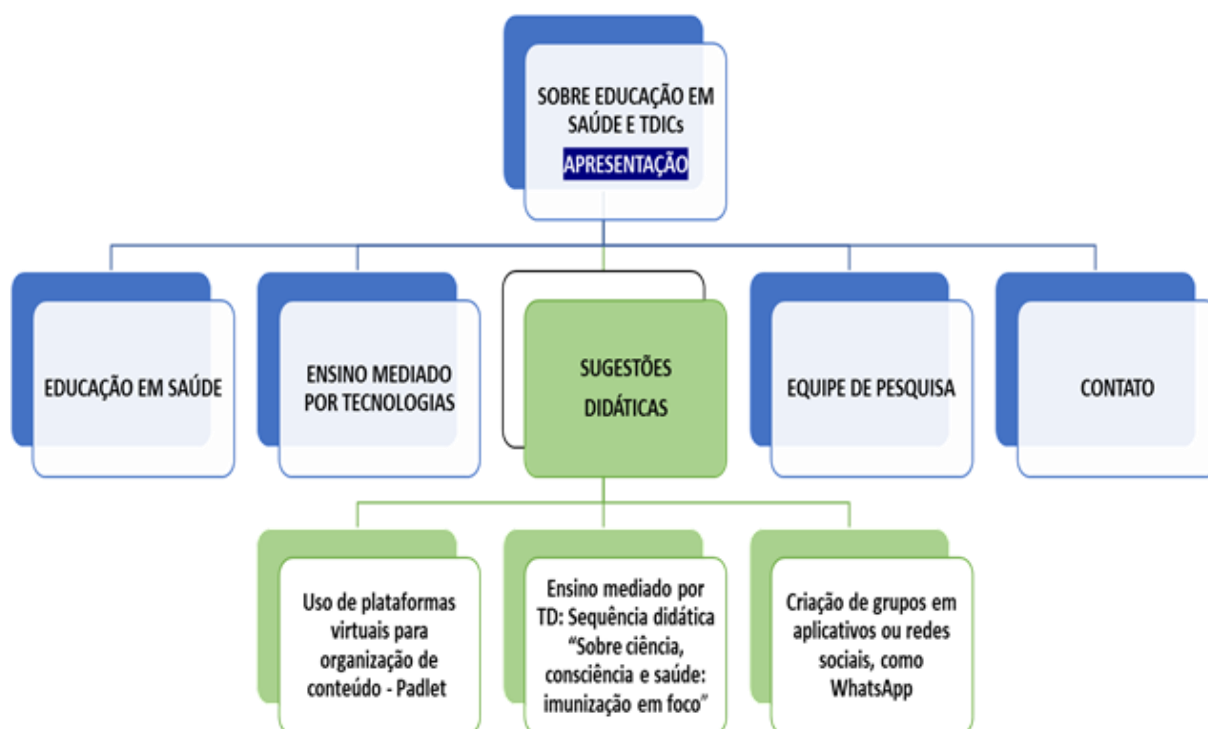 SOBRE EDUCAÇÃO EM
SAÚDE E TDICs
APRESENTAÇÃO
EDUCAÇÃO EM SAÚDE
ENSINO MEDIADO
POR TECNOLOGIAS
SUGESTÕES
DIDÁTICAS
EQUIPE DE PESQUISA
CONTATO
Uso de plataformas
virtuais para
organização de
conteúdo - Padlet
Ensino mediado por
TD: Sequência didática
“Sobre ciência,
consciência e saúde:
imunização em foco”
Criação de grupos em
aplicativos ou redes
sociais, como
WhatsApp